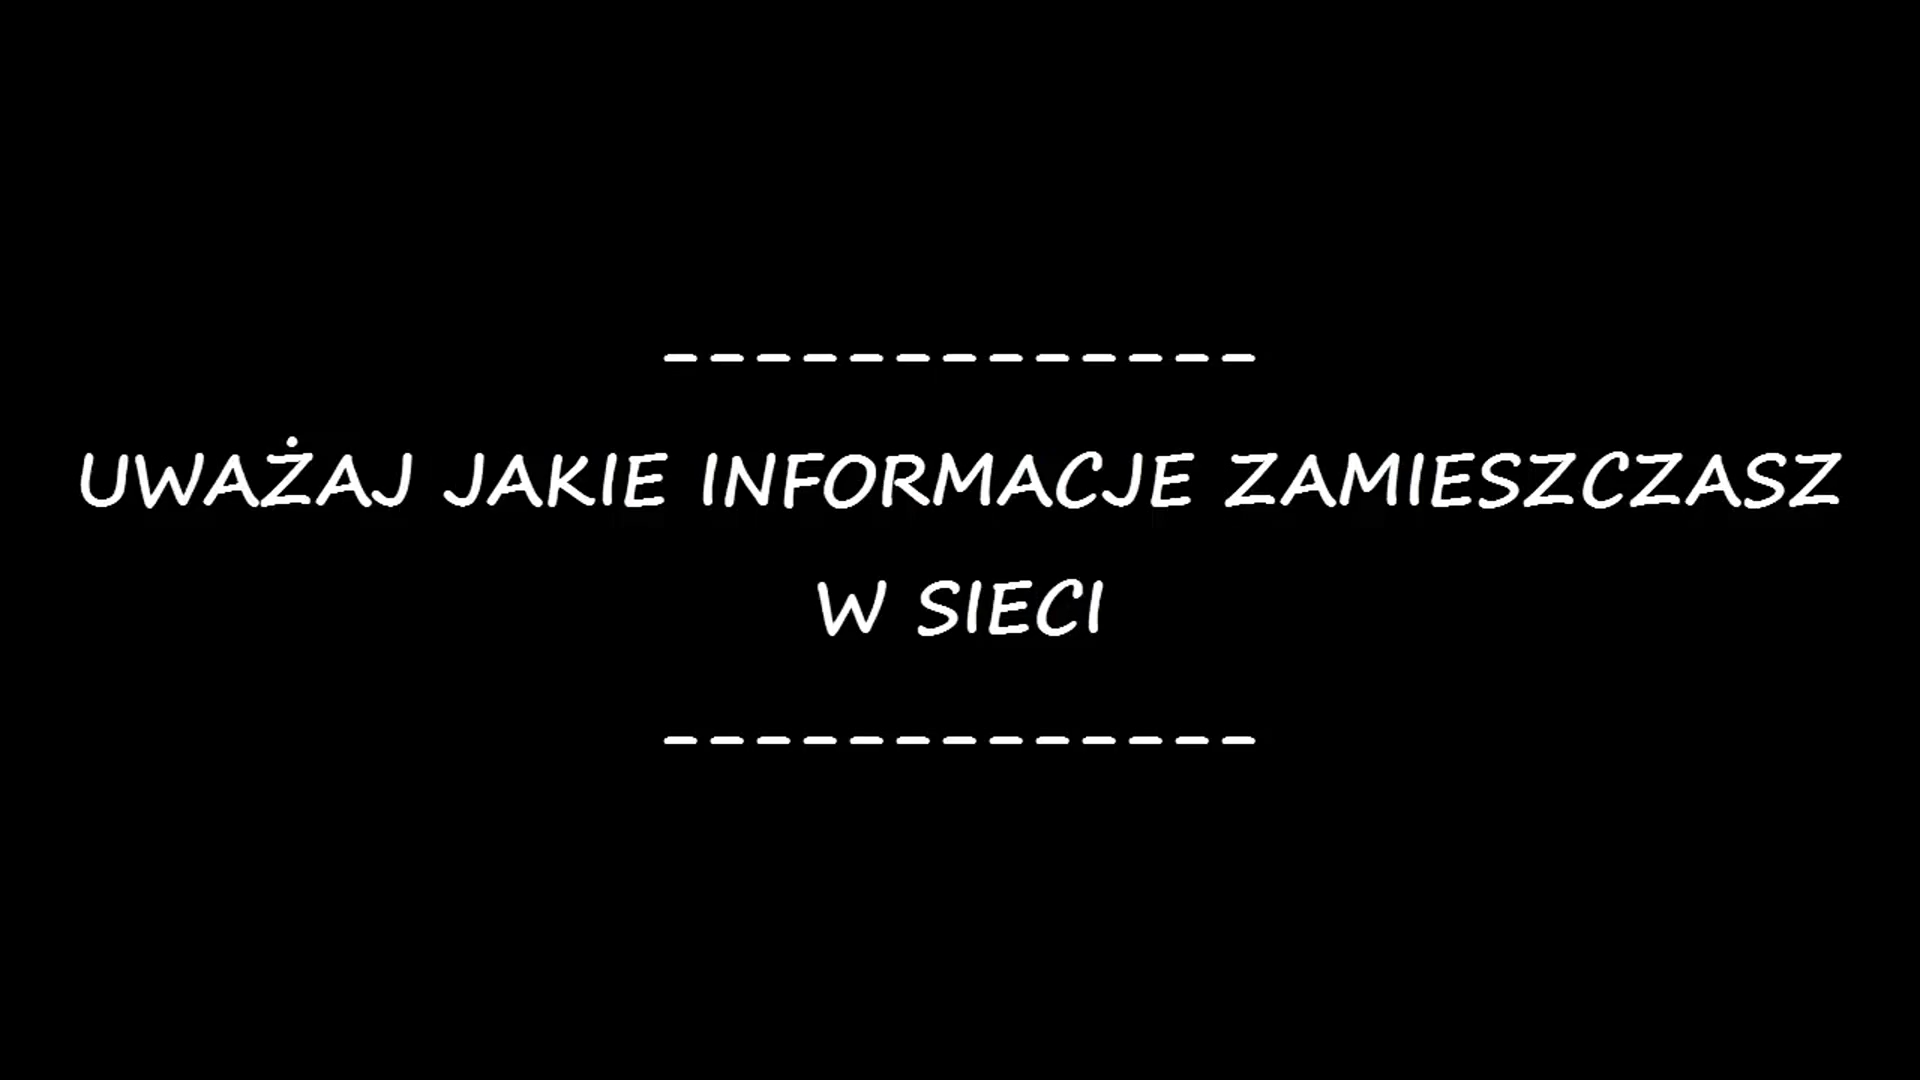 -------------
UWAŻAJ JAKIE INFORMACJE ZAMIESZCZASZ
W SIECI
-------------